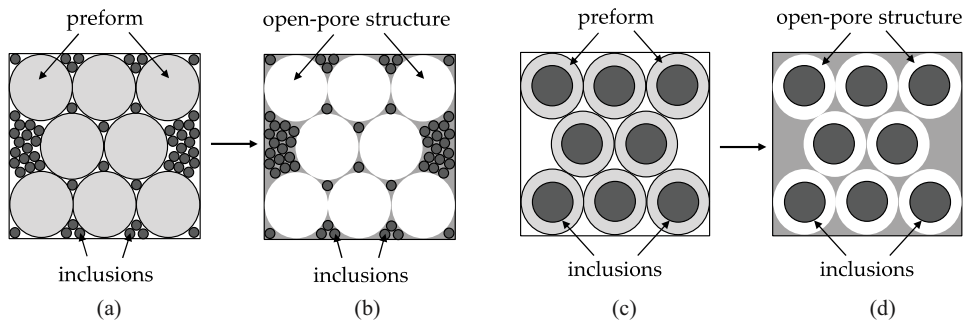 preform
open-pore structure
preform
open-pore structure
inclusions
inclusions
inclusions
inclusions
(a)
(b)
(c)
(d)